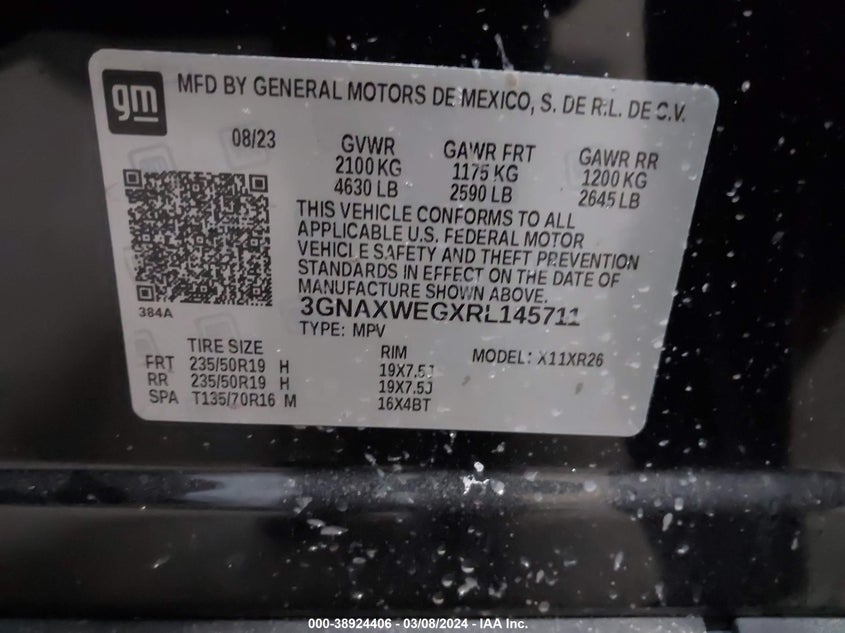 gm
MFD BY GENERAL MOTORS DE MEXICO, S. DE R.L. DE C.V.
08/23
GVWR GAWR FRT GAWR RR
2100 KG 1175 KG 1200 KG
4630 LB 2590 LB 2645 LB
THIS VEHICLE CONFORMS TO ALL
APPLICABLE U.S. FEDERAL MOTOR
VEHICLE SAFETY AND THEFT PREVENTION
STANDARDS IN EFFECT ON THE DATE OF
MANUFACTURE SHOWN ABOVE.
384A
3GNAXWEGXRL145711
TYPE: MPV
TIRE SIZE RIM MODEL: X11XR26
FRT 235/50R19 H 19X7.5J
RR 235/50R19 H 19X7.5J
SPA T135/70R16 M 16X4BT
000-38924406 - 03/08/2024 - IAA Inc.